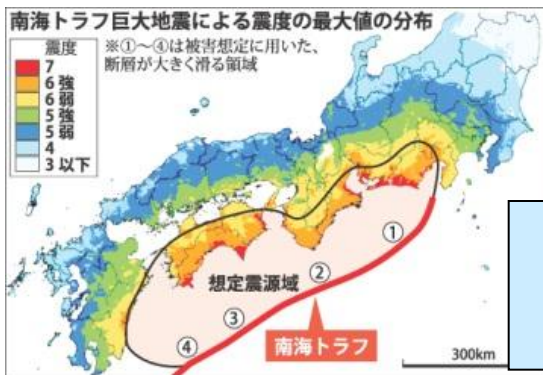 南海トラフ巨大地震による震度の最大値の分布
震度
※①〜④は被害想定に用いた、
断層が大きく滑る領域
7
6強
6弱
5強
5弱
4
3以下
①
②
想定震源域
③
④
南海トラフ
300km